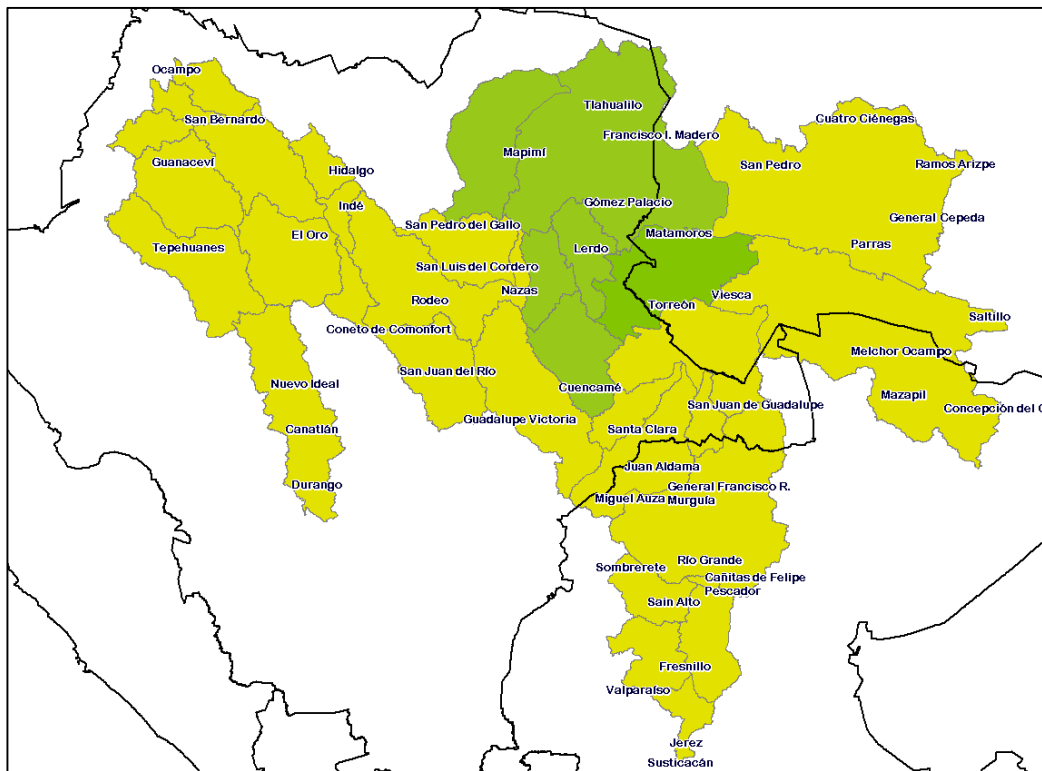 Ocampo
Tlahualilo
Cuatro Ciénegas
San Bernardo
Francisco I. Madero
Mapimí
San Pedro
Ramos Arizpe
Guanaceví
Hidalgo
Indé
Gómez Palacio
General Cepeda
San Pedro del Gallo
El Oro
Matamoros
Tepehuanes
Lerdo
Parras
San Luis del Cordero
Nazas
Viesca
Rodeo
Torreón
Saltillo
Coneto de Comonfort
Melchor Ocampo
San Juan del Río
Nuevo Ideal
Cuencamé
Mazapil
San Juan de Guadalupe
Concepción del O
Guadalupe Victoria
Canatlán
Santa Clara
Juan Aldama
Durango
General Francisco R.
Murguía
Miguel Auza
Río Grande
Sombrerete
Cañitas de Felipe
Pescador
Sain Alto
Fresnillo
Valparaíso
Jerez
Susticacán